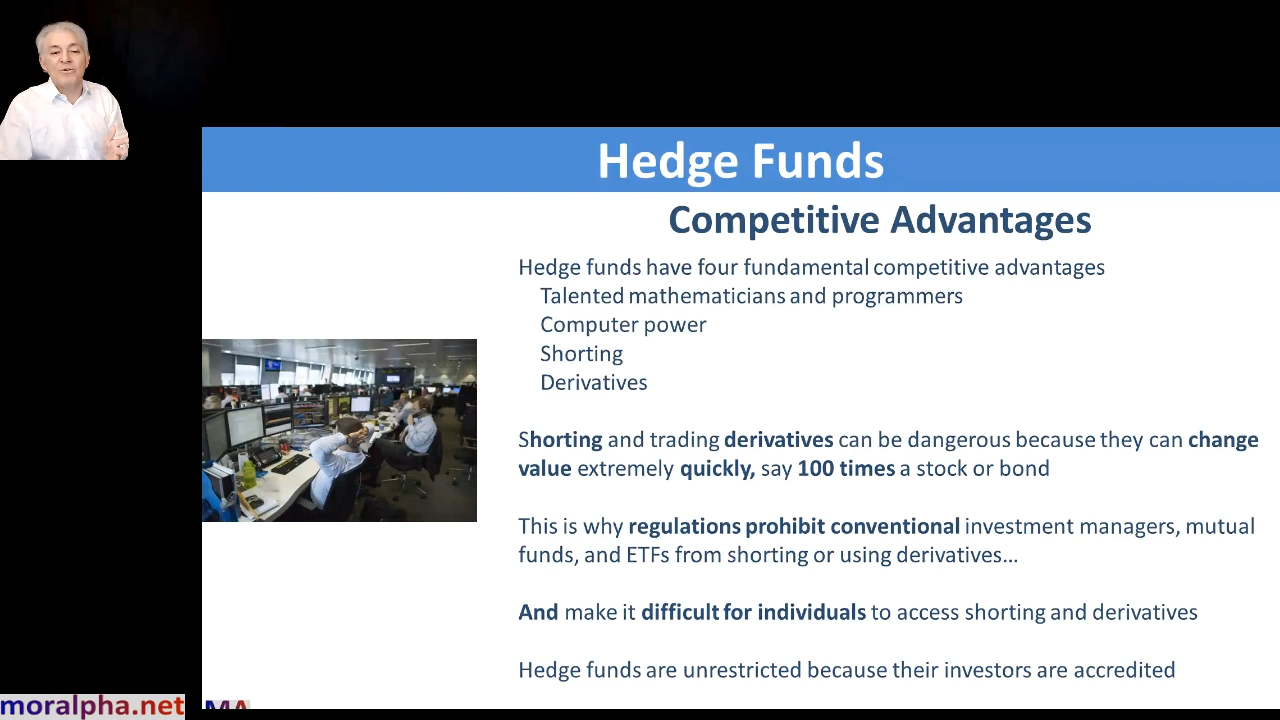 Hedge Funds
Competitive Advantages
Hedge funds have four fundamental competitive advantages
Talented mathematicians and programmers
Computer power
Shorting
Derivatives
Shorting and trading derivatives can be dangerous because they can change
value extremely quickly, say 100 times a stock or bond
This is why regulations prohibit conventional investment managers, mutual
funds, and ETFs from shorting or using derivatives…
And make it difficult for individuals to access shorting and derivatives
Hedge funds are unrestricted because their investors are accredited
moralpha.net
MA